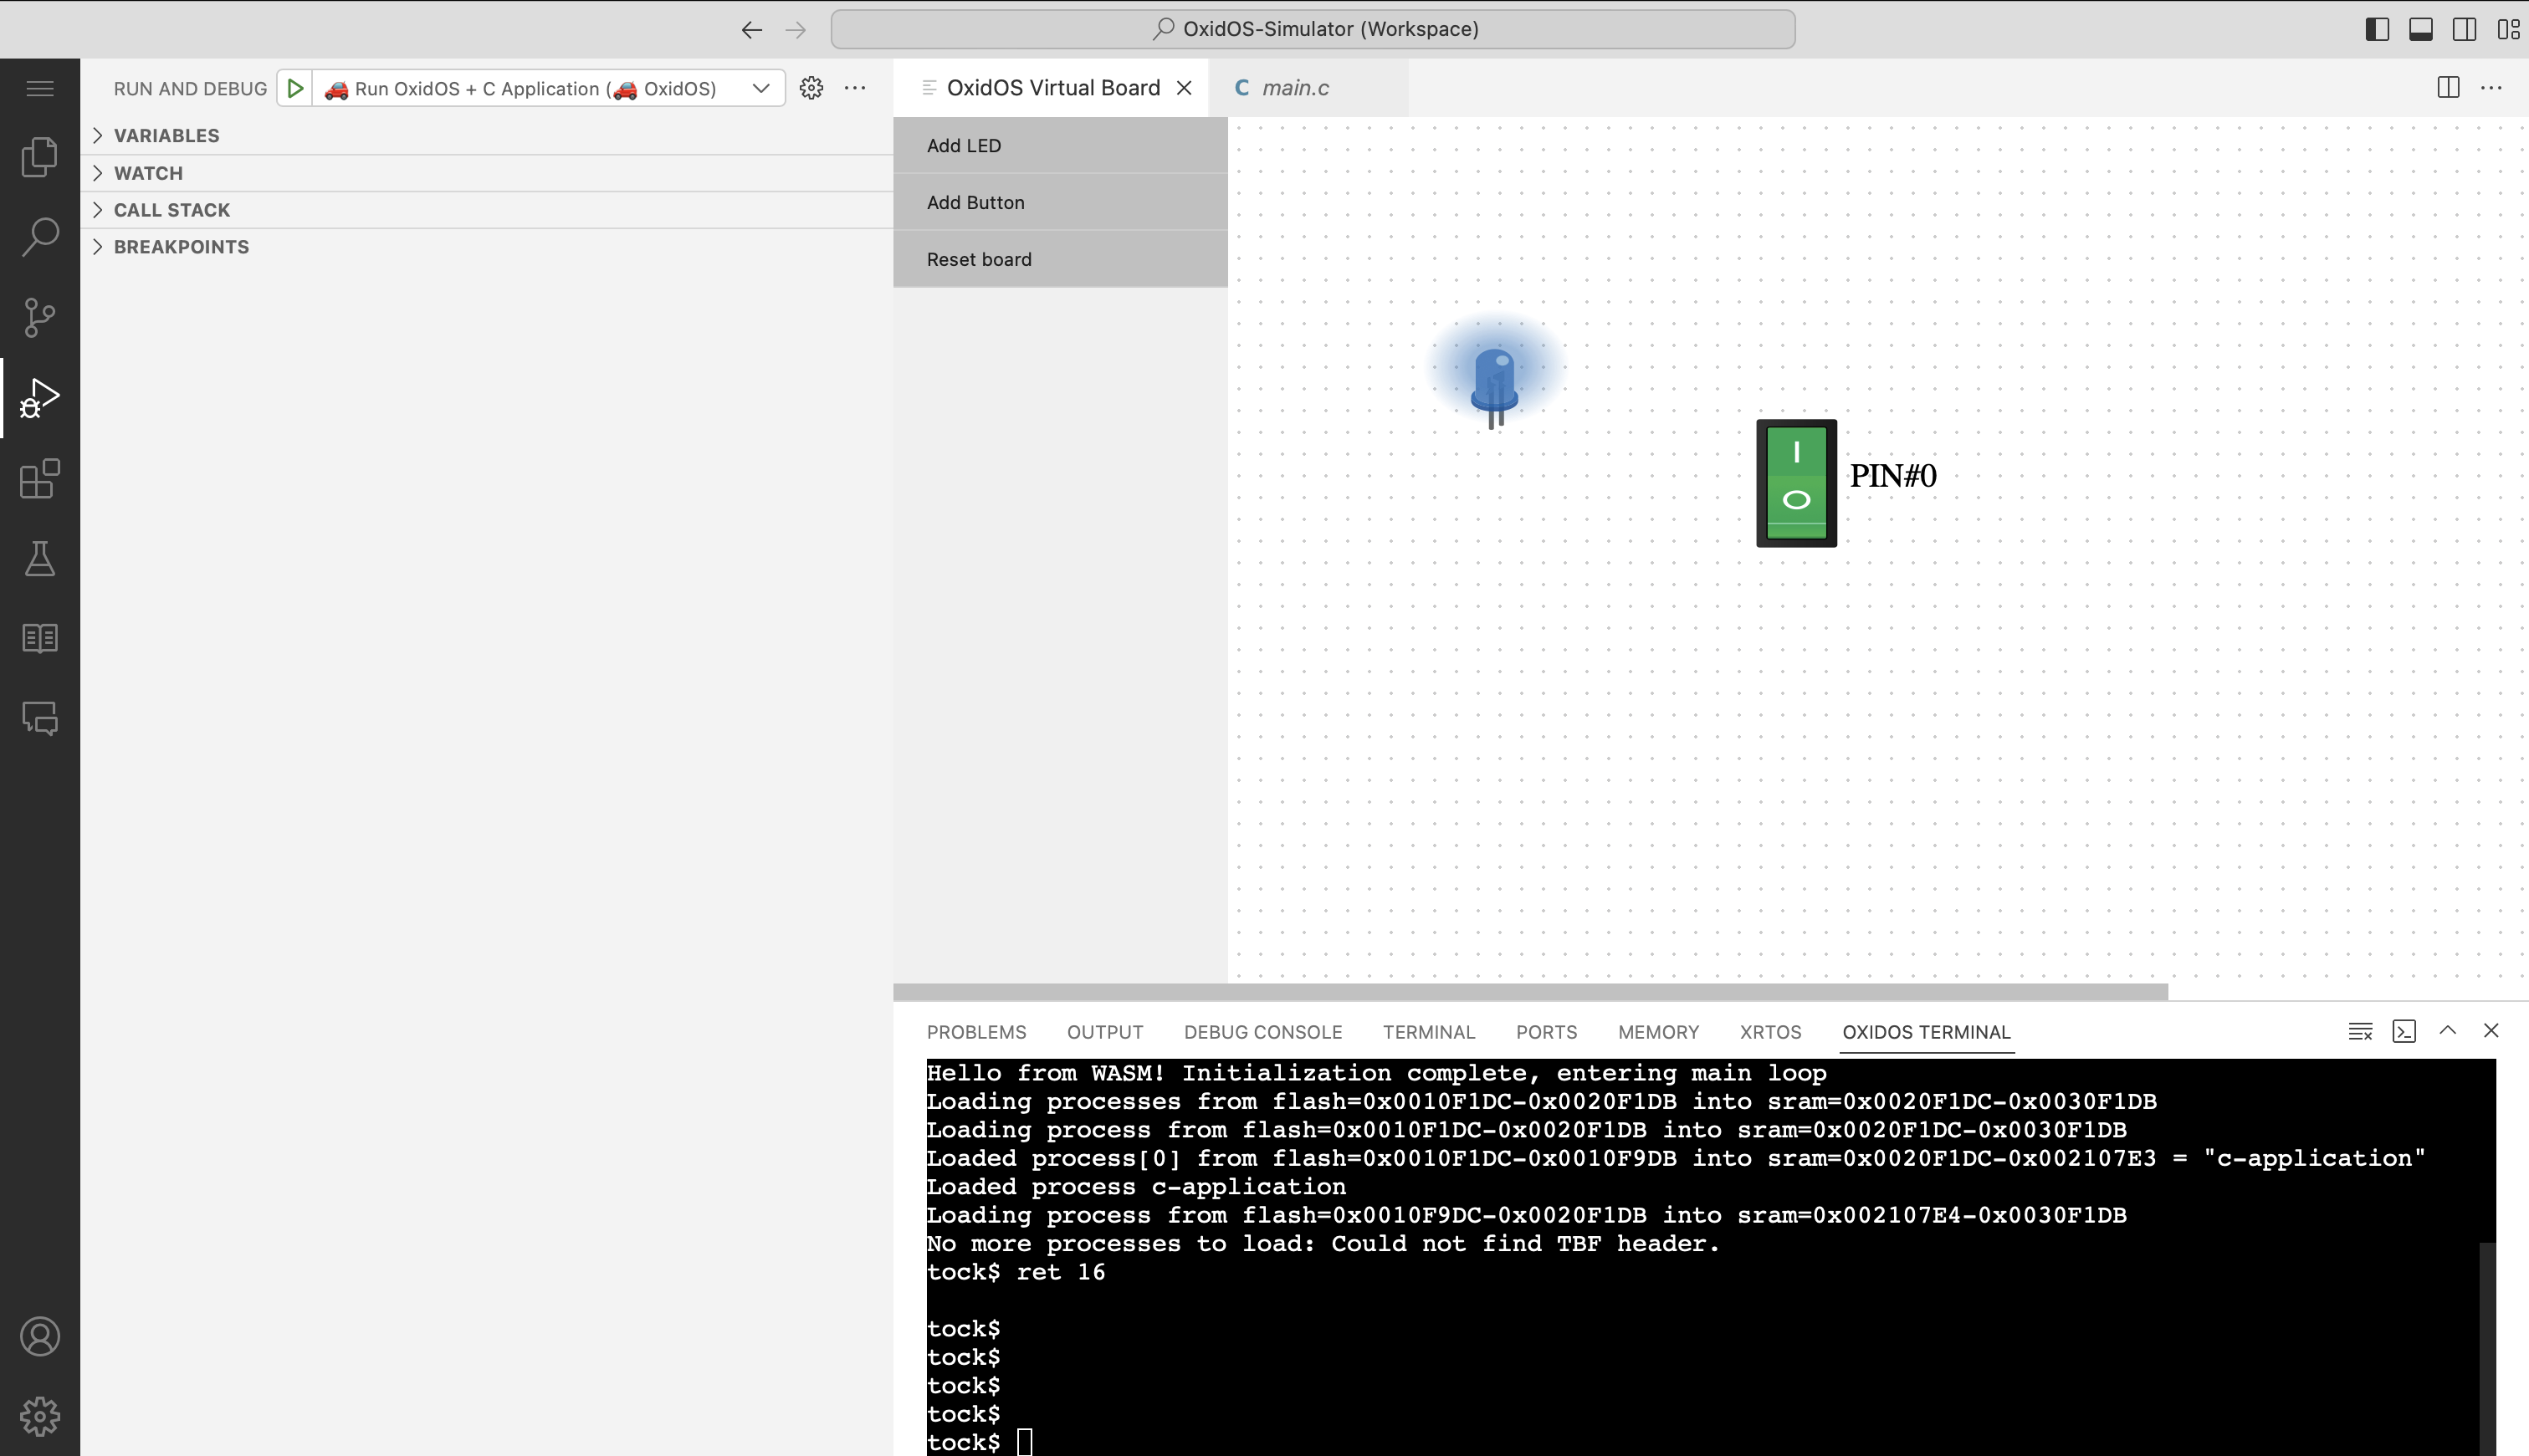 OxidOS-Simulator (Workspace)
RUN AND DEBUG
Run OxidOS + C Application (🚗 OxidOS)
VARIABLES
WATCH
CALL STACK
BREAKPOINTS
OxidOS Virtual Board
C main.c
Add LED
Add Button
Reset board
PIN#0
PROBLEMS OUTPUT DEBUG CONSOLE TERMINAL PORTS MEMORY XRTOS OXIDOS TERMINAL
Hello from WASM! Initialization complete, entering main loop
Loading processes from flash=0x0010F1DC-0x0020F1DB into sram=0x0020F1DC-0x0030F1DB
Loading process from flash=0x0010F1DC-0x0020F1DB into sram=0x0020F1DC-0x0030F1DB
Loaded process[0] from flash=0x0010F1DC-0x0010F9DB into sram=0x0020F1DC-0x002107E3 = "c-application"
Loaded process c-application
Loading process from flash=0x0010F9DC-0x0020F1DB into sram=0x002107E4-0x0030F1DB
No more processes to load: Could not find TBF header.
tock$ ret 16
tock$
tock$
tock$
tock$
tock$